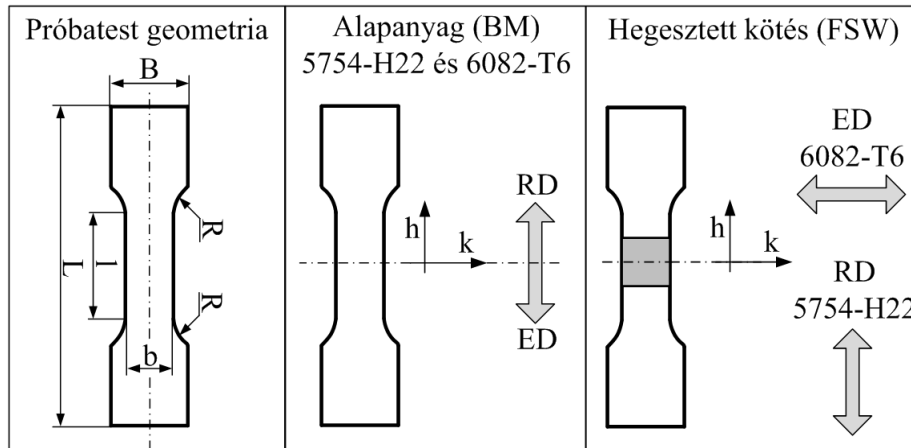 Próbatest geometria
B
L
l
R
R
b
Alapanyag (BM)
5754-H22 és 6082-T6
h
k
RD
ED
Hegesztett kötés (FSW)
h
k
ED
6082-T6
RD
5754-H22